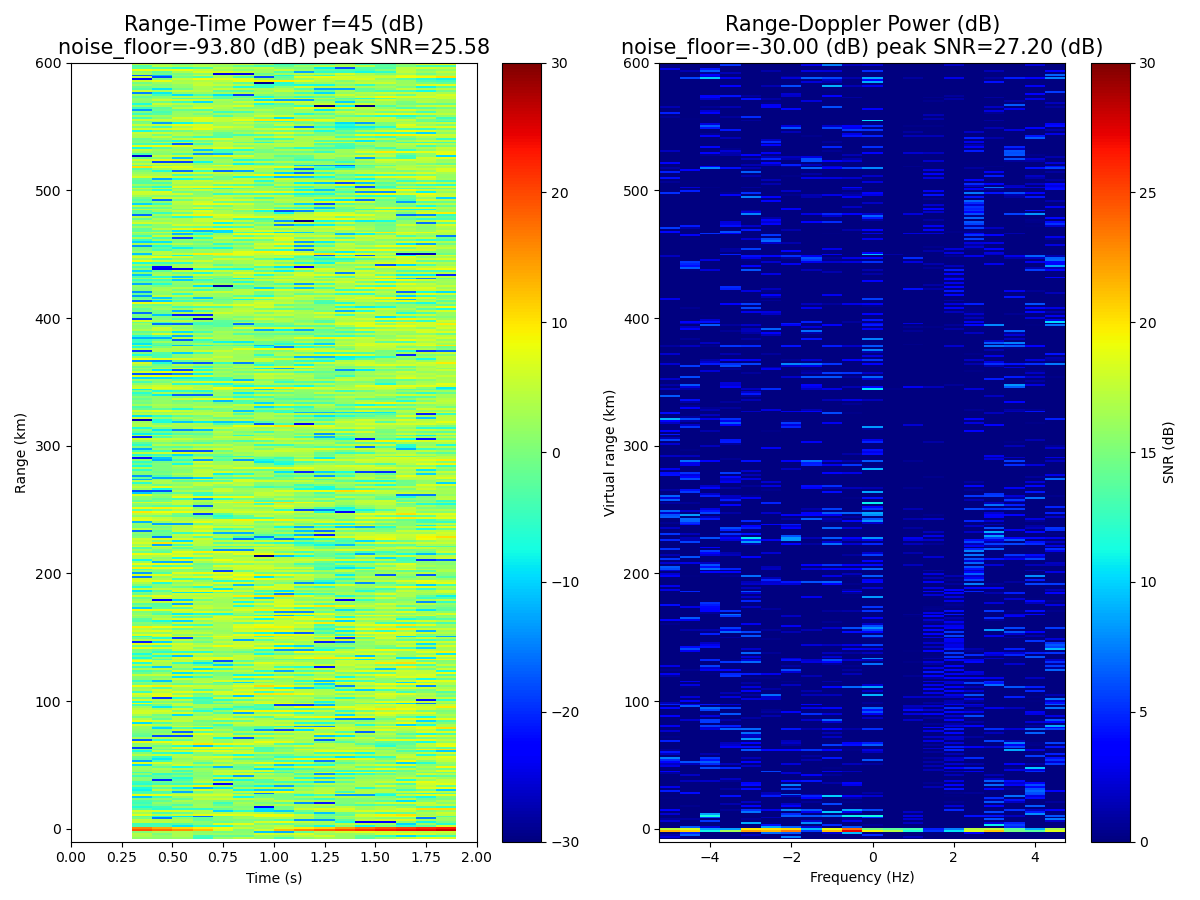 Range-Time Power f=45 (dB)
noise_floor=-93.80 (dB) peak SNR=25.58
Range (km)
600
500
400
300
200
100
0
0.00 0.25 0.50 0.75 1.00 1.25 1.50 1.75 2.00
Time (s)
30
20
10
0
−10
−20
−30
Range-Doppler Power (dB)
noise_floor=-30.00 (dB) peak SNR=27.20 (dB)
Virtual range (km)
600
500
400
300
200
100
0
−4 −2 0 2 4
Frequency (Hz)
30
25
20
15
10
5
0
SNR (dB)